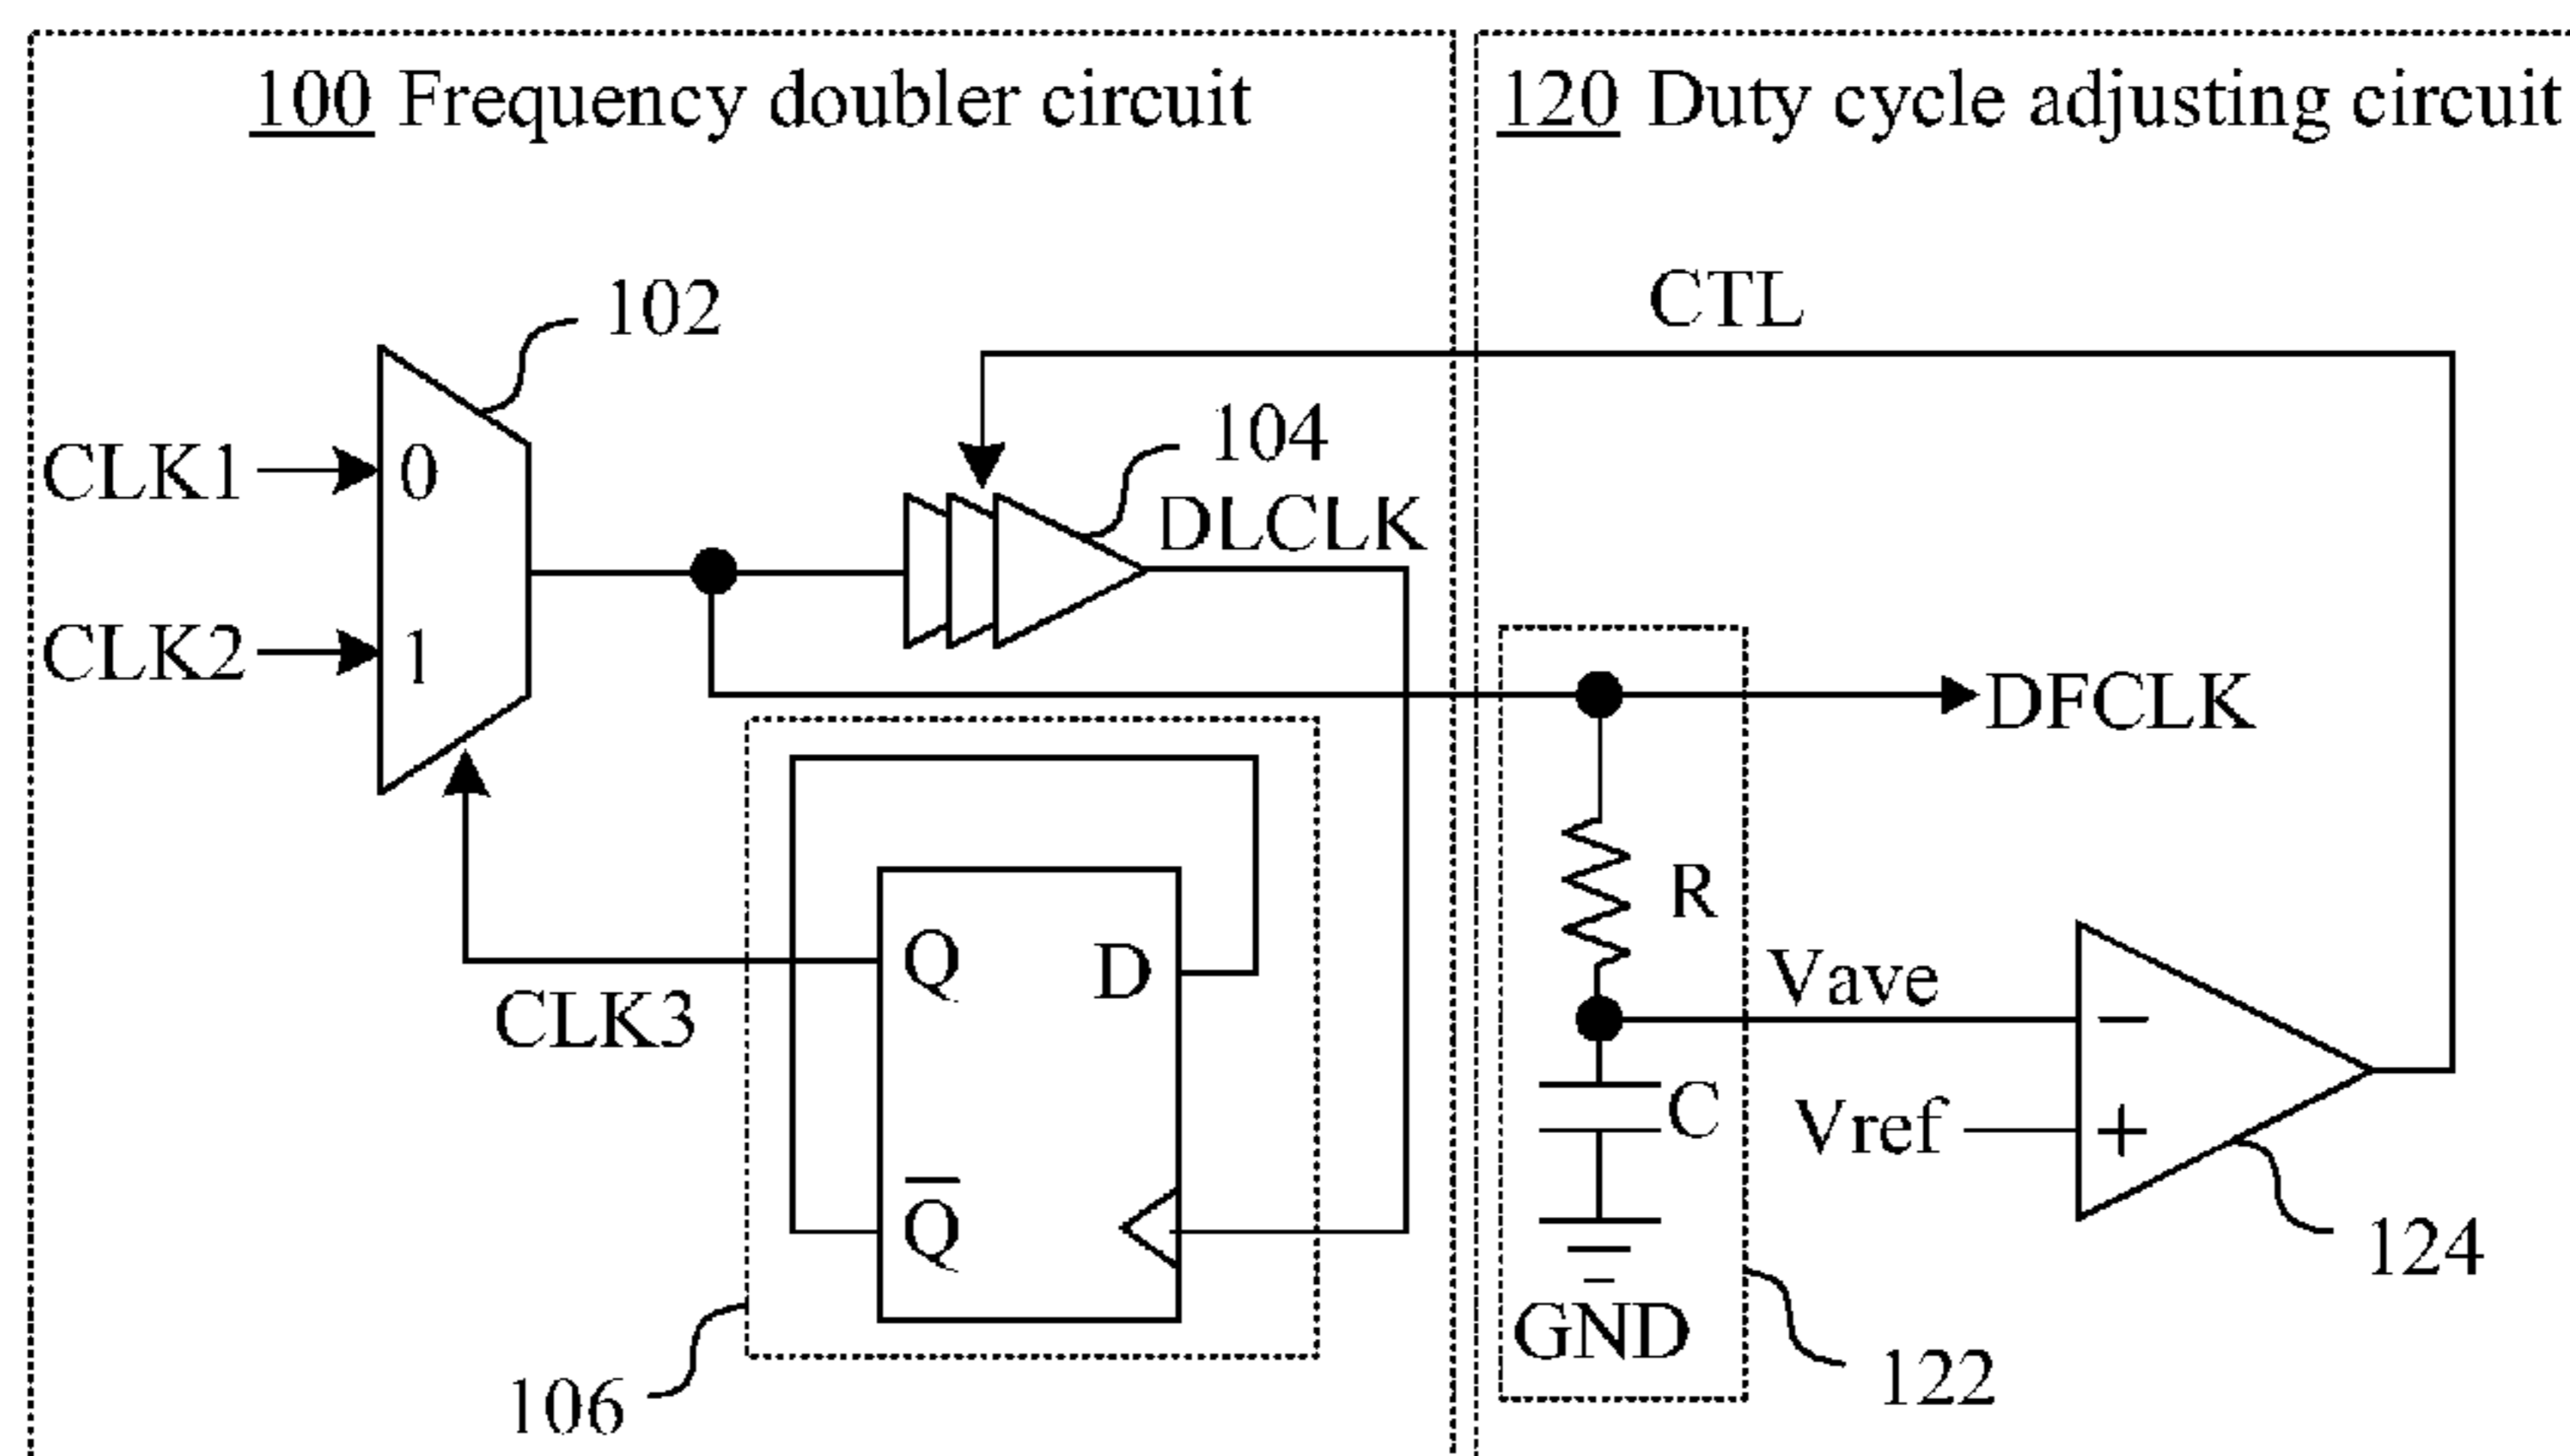 100 Frequency doubler circuit
120 Duty cycle adjusting circuit
CTL
102
104
CLK1
0
DLCLK
CLK2
1
DFCLK
R
Q
D
Vave
CLK3
−
C
Vref
+
Q̅
124
GND
122
106